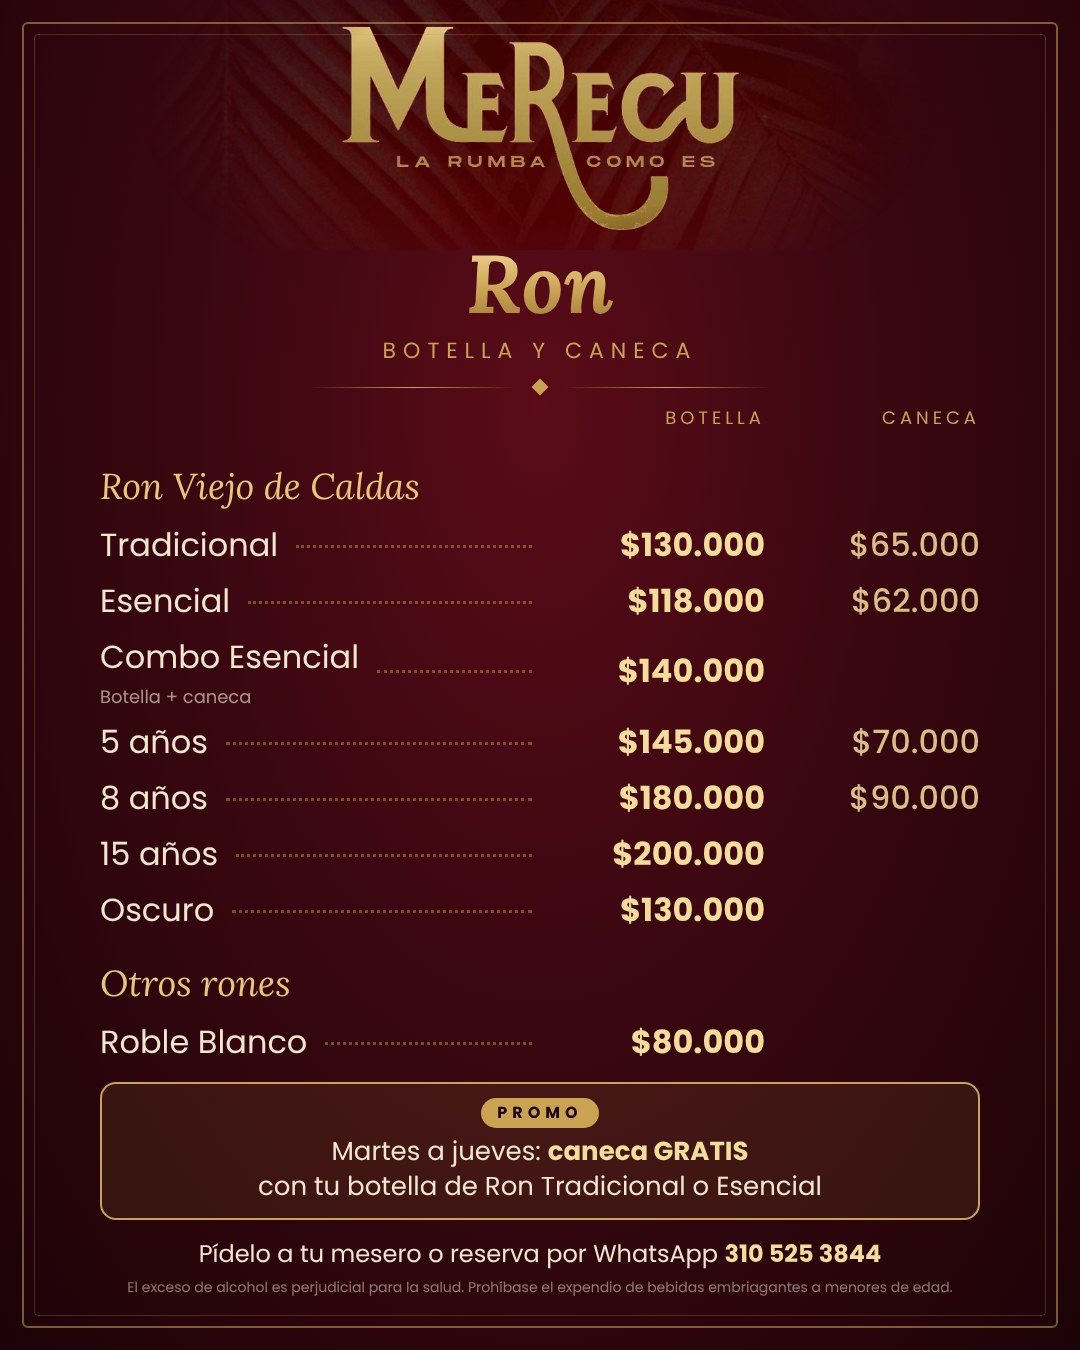 MERECU
LA RUMBA COMO ES
Ron
BOTELLA Y CANECA
BOTELLA CANECA
Ron Viejo de Caldas
Tradicional $130.000 $65.000
Esencial $118.000 $62.000
Combo Esencial $140.000
Botella + caneca
5 años $145.000 $70.000
8 años $180.000 $90.000
15 años $200.000
Oscuro $130.000
Otros rones
Roble Blanco $80.000
PROMO
Martes a jueves: caneca GRATIS
con tu botella de Ron Tradicional o Esencial
Pídelo a tu mesero o reserva por WhatsApp 310 525 3844
El exceso de alcohol es perjudicial para la salud. Prohíbase el expendio de bebidas embriagantes a menores de edad.